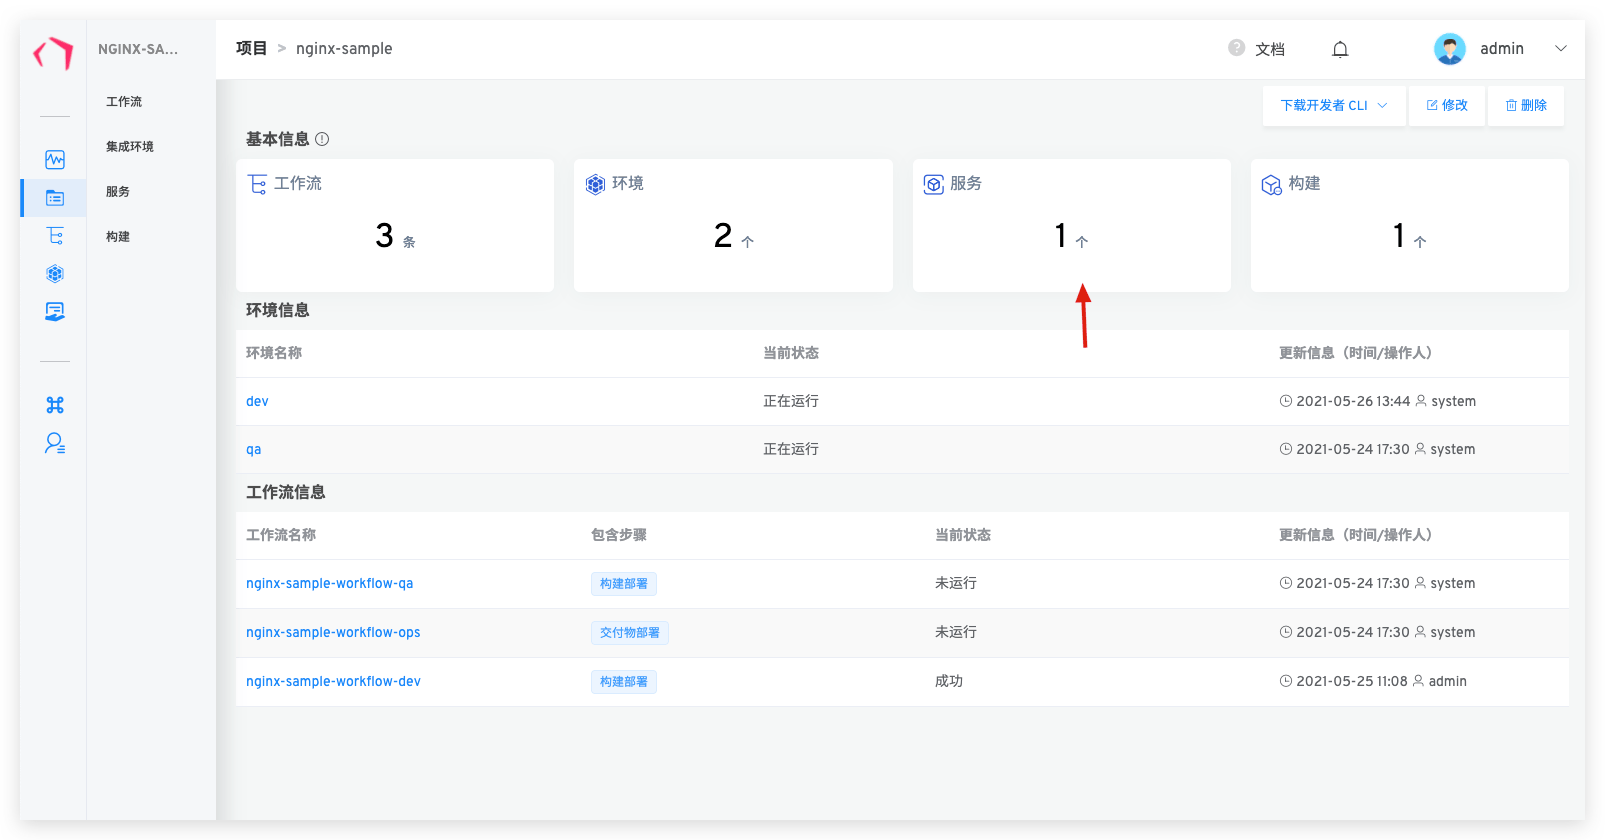 NGINX-SA...
工作流
集成环境
服务
构建
项目 > nginx-sample
? 文档
admin
下载开发者 CLI
修改
删除
基本信息
工作流
3 条
环境
2 个
服务
1 个
构建
1 个
环境信息
环境名称 当前状态 更新信息（时间/操作人）
dev 正在运行 2021-05-26 13:44 system
qa 正在运行 2021-05-24 17:30 system
工作流信息
工作流名称 包含步骤 当前状态 更新信息（时间/操作人）
nginx-sample-workflow-qa 构建部署 未运行 2021-05-24 17:30 system
nginx-sample-workflow-ops 交付物部署 未运行 2021-05-24 17:30 system
nginx-sample-workflow-dev 构建部署 成功 2021-05-25 11:08 admin